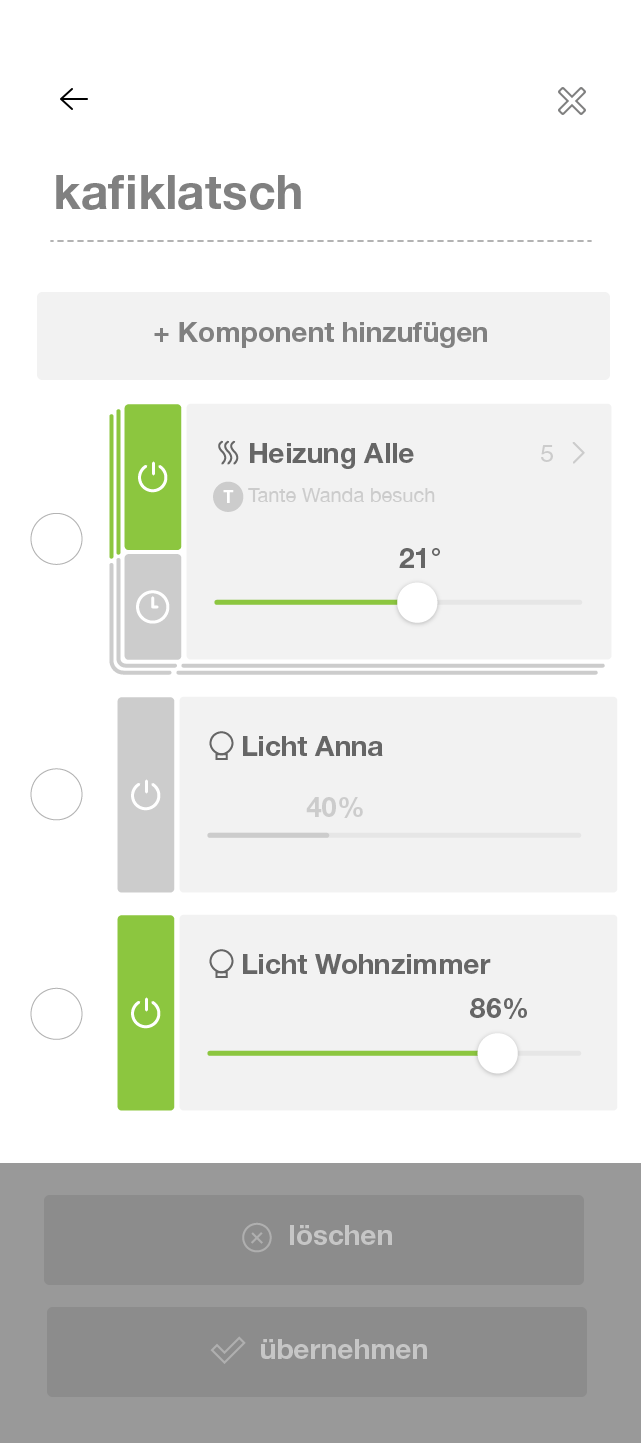 kafiklatsch
+ Komponent hinzufügen
Heizung Alle 5
T Tante Wanda besuch
21°
Licht Anna
40%
Licht Wohnzimmer
86%
löschen
übernehmen